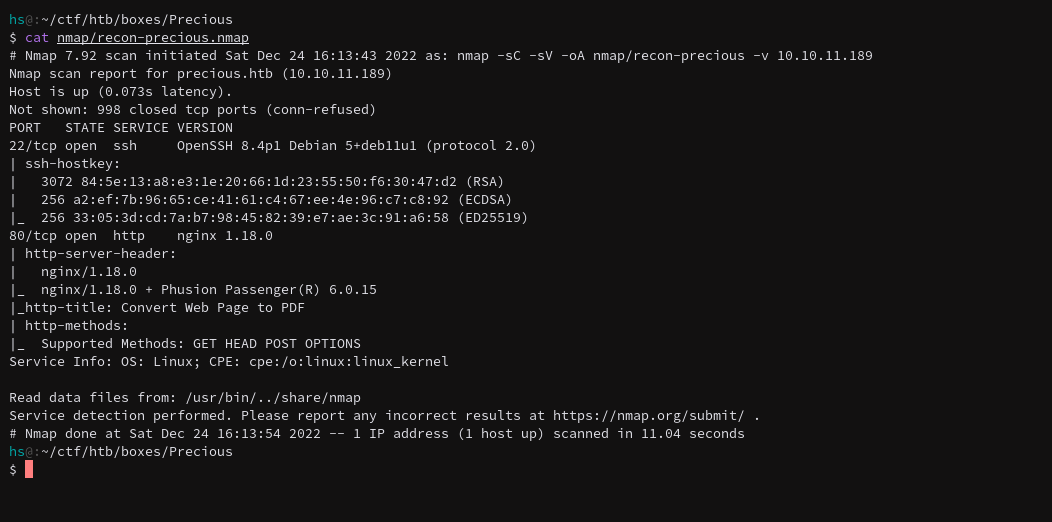 hs@:~/ctf/htb/boxes/Precious
$ cat nmap/recon-precious.nmap
# Nmap 7.92 scan initiated Sat Dec 24 16:13:43 2022 as: nmap -sC -sV -oA nmap/recon-precious -v 10.10.11.189
Nmap scan report for precious.htb (10.10.11.189)
Host is up (0.073s latency).
Not shown: 998 closed tcp ports (conn-refused)
PORT   STATE SERVICE VERSION
22/tcp open  ssh     OpenSSH 8.4p1 Debian 5+deb11u1 (protocol 2.0)
| ssh-hostkey:
|   3072 84:5e:13:a8:e3:1e:20:66:1d:23:55:50:f6:30:47:d2 (RSA)
|   256 a2:ef:7b:96:65:ce:41:61:c4:67:ee:4e:96:c7:c8:92 (ECDSA)
|_  256 33:05:3d:cd:7a:b7:98:45:82:39:e7:ae:3c:91:a6:58 (ED25519)
80/tcp open  http    nginx 1.18.0
| http-server-header:
|   nginx/1.18.0
|_  nginx/1.18.0 + Phusion Passenger(R) 6.0.15
|_http-title: Convert Web Page to PDF
| http-methods:
|_  Supported Methods: GET HEAD POST OPTIONS
Service Info: OS: Linux; CPE: cpe:/o:linux:linux_kernel

Read data files from: /usr/bin/../share/nmap
Service detection performed. Please report any incorrect results at https://nmap.org/submit/ .
# Nmap done at Sat Dec 24 16:13:54 2022 -- 1 IP address (1 host up) scanned in 11.04 seconds
hs@:~/ctf/htb/boxes/Precious
$